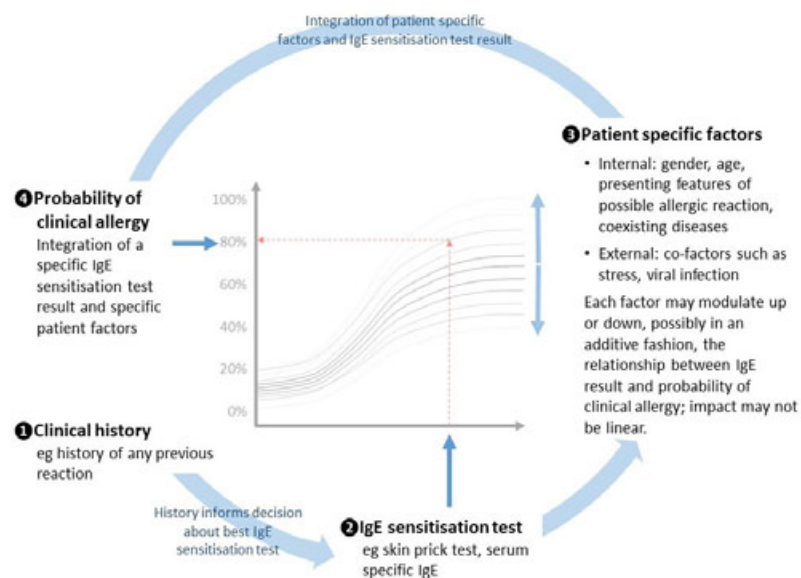 Integration of patient specific
factors and IgE sensitisation test result
❸Patient specific factors
• Internal: gender, age,
presenting features of
possible allergic reaction,
coexisting diseases
• External: co-factors such as
stress, viral infection
Each factor may modulate up
or down, possibly in an
additive fashion, the
relationship between IgE
result and probability of
clinical allergy; impact may not
be linear.
❹Probability of
clinical allergy
Integration of a
specific IgE
sensitisation test
result and specific
patient factors
100%
80%
60%
40%
20%
0%
❶Clinical history
eg history of any previous
reaction
History informs decision
about best IgE
sensitisation test
❷IgE sensitisation test
eg skin prick test, serum
specific IgE